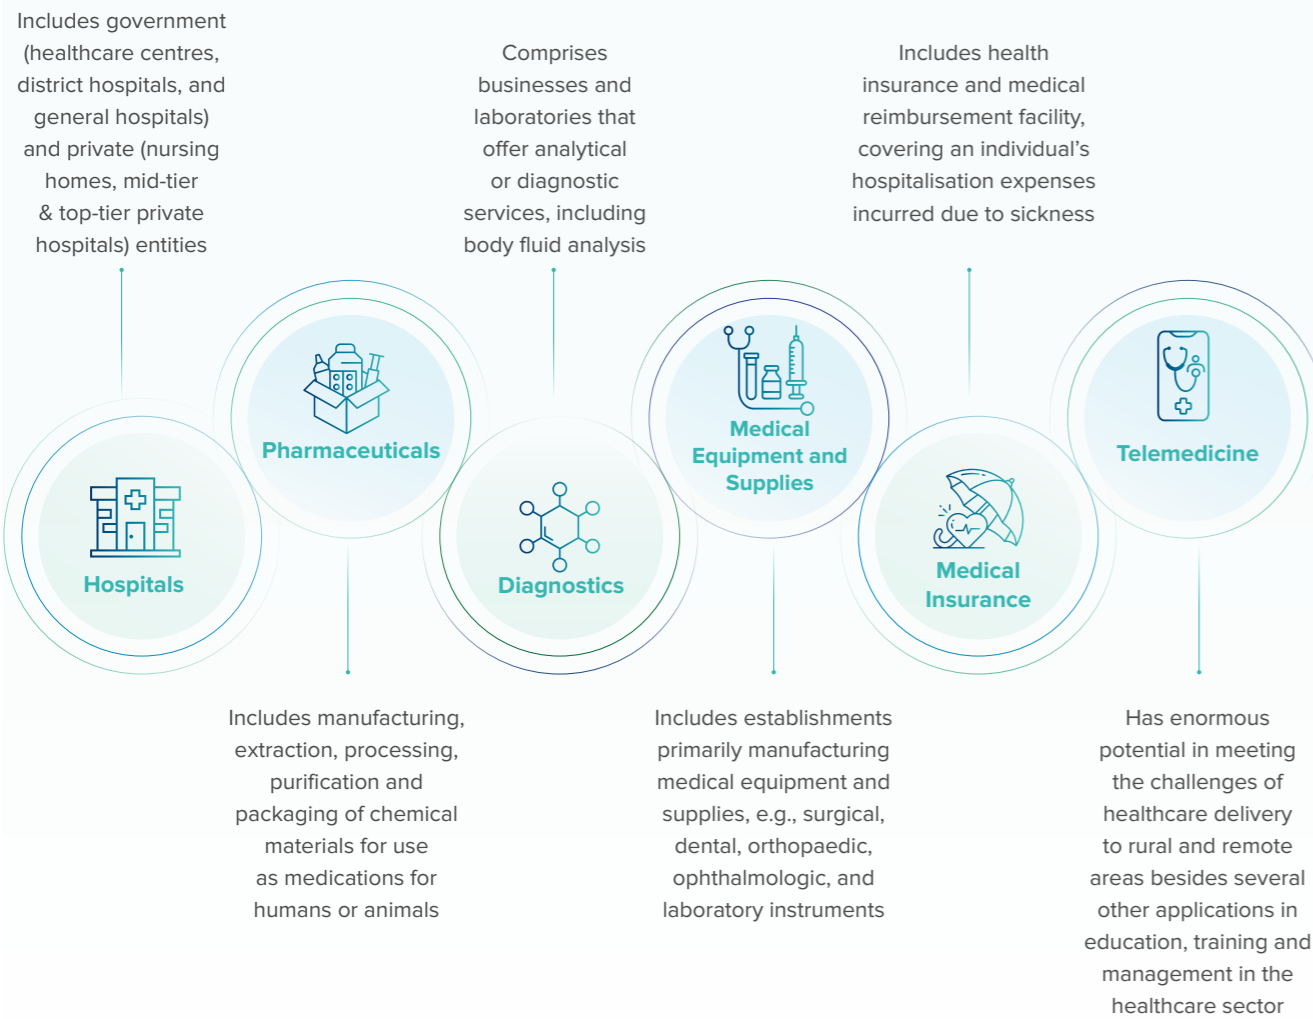 Includes government
(healthcare centres,
district hospitals, and
general hospitals)
and private (nursing
homes, mid-tier
& top-tier private
hospitals) entities
Hospitals
Pharmaceuticals
Includes manufacturing,
extraction, processing,
purification and
packaging of chemical
materials for use
as medications for
humans or animals
Comprises
businesses and
laboratories that
offer analytical
or diagnostic
services, including
body fluid analysis
Diagnostics
Medical
Equipment and
Supplies
Includes establishments
primarily manufacturing
medical equipment and
supplies, e.g., surgical,
dental, orthopaedic,
ophthalmologic, and
laboratory instruments
Includes health
insurance and medical
reimbursement facility,
covering an individual’s
hospitalisation expenses
incurred due to sickness
Medical
Insurance
Telemedicine
Has enormous
potential in meeting
the challenges of
healthcare delivery
to rural and remote
areas besides several
other applications in
education, training and
management in the
healthcare sector